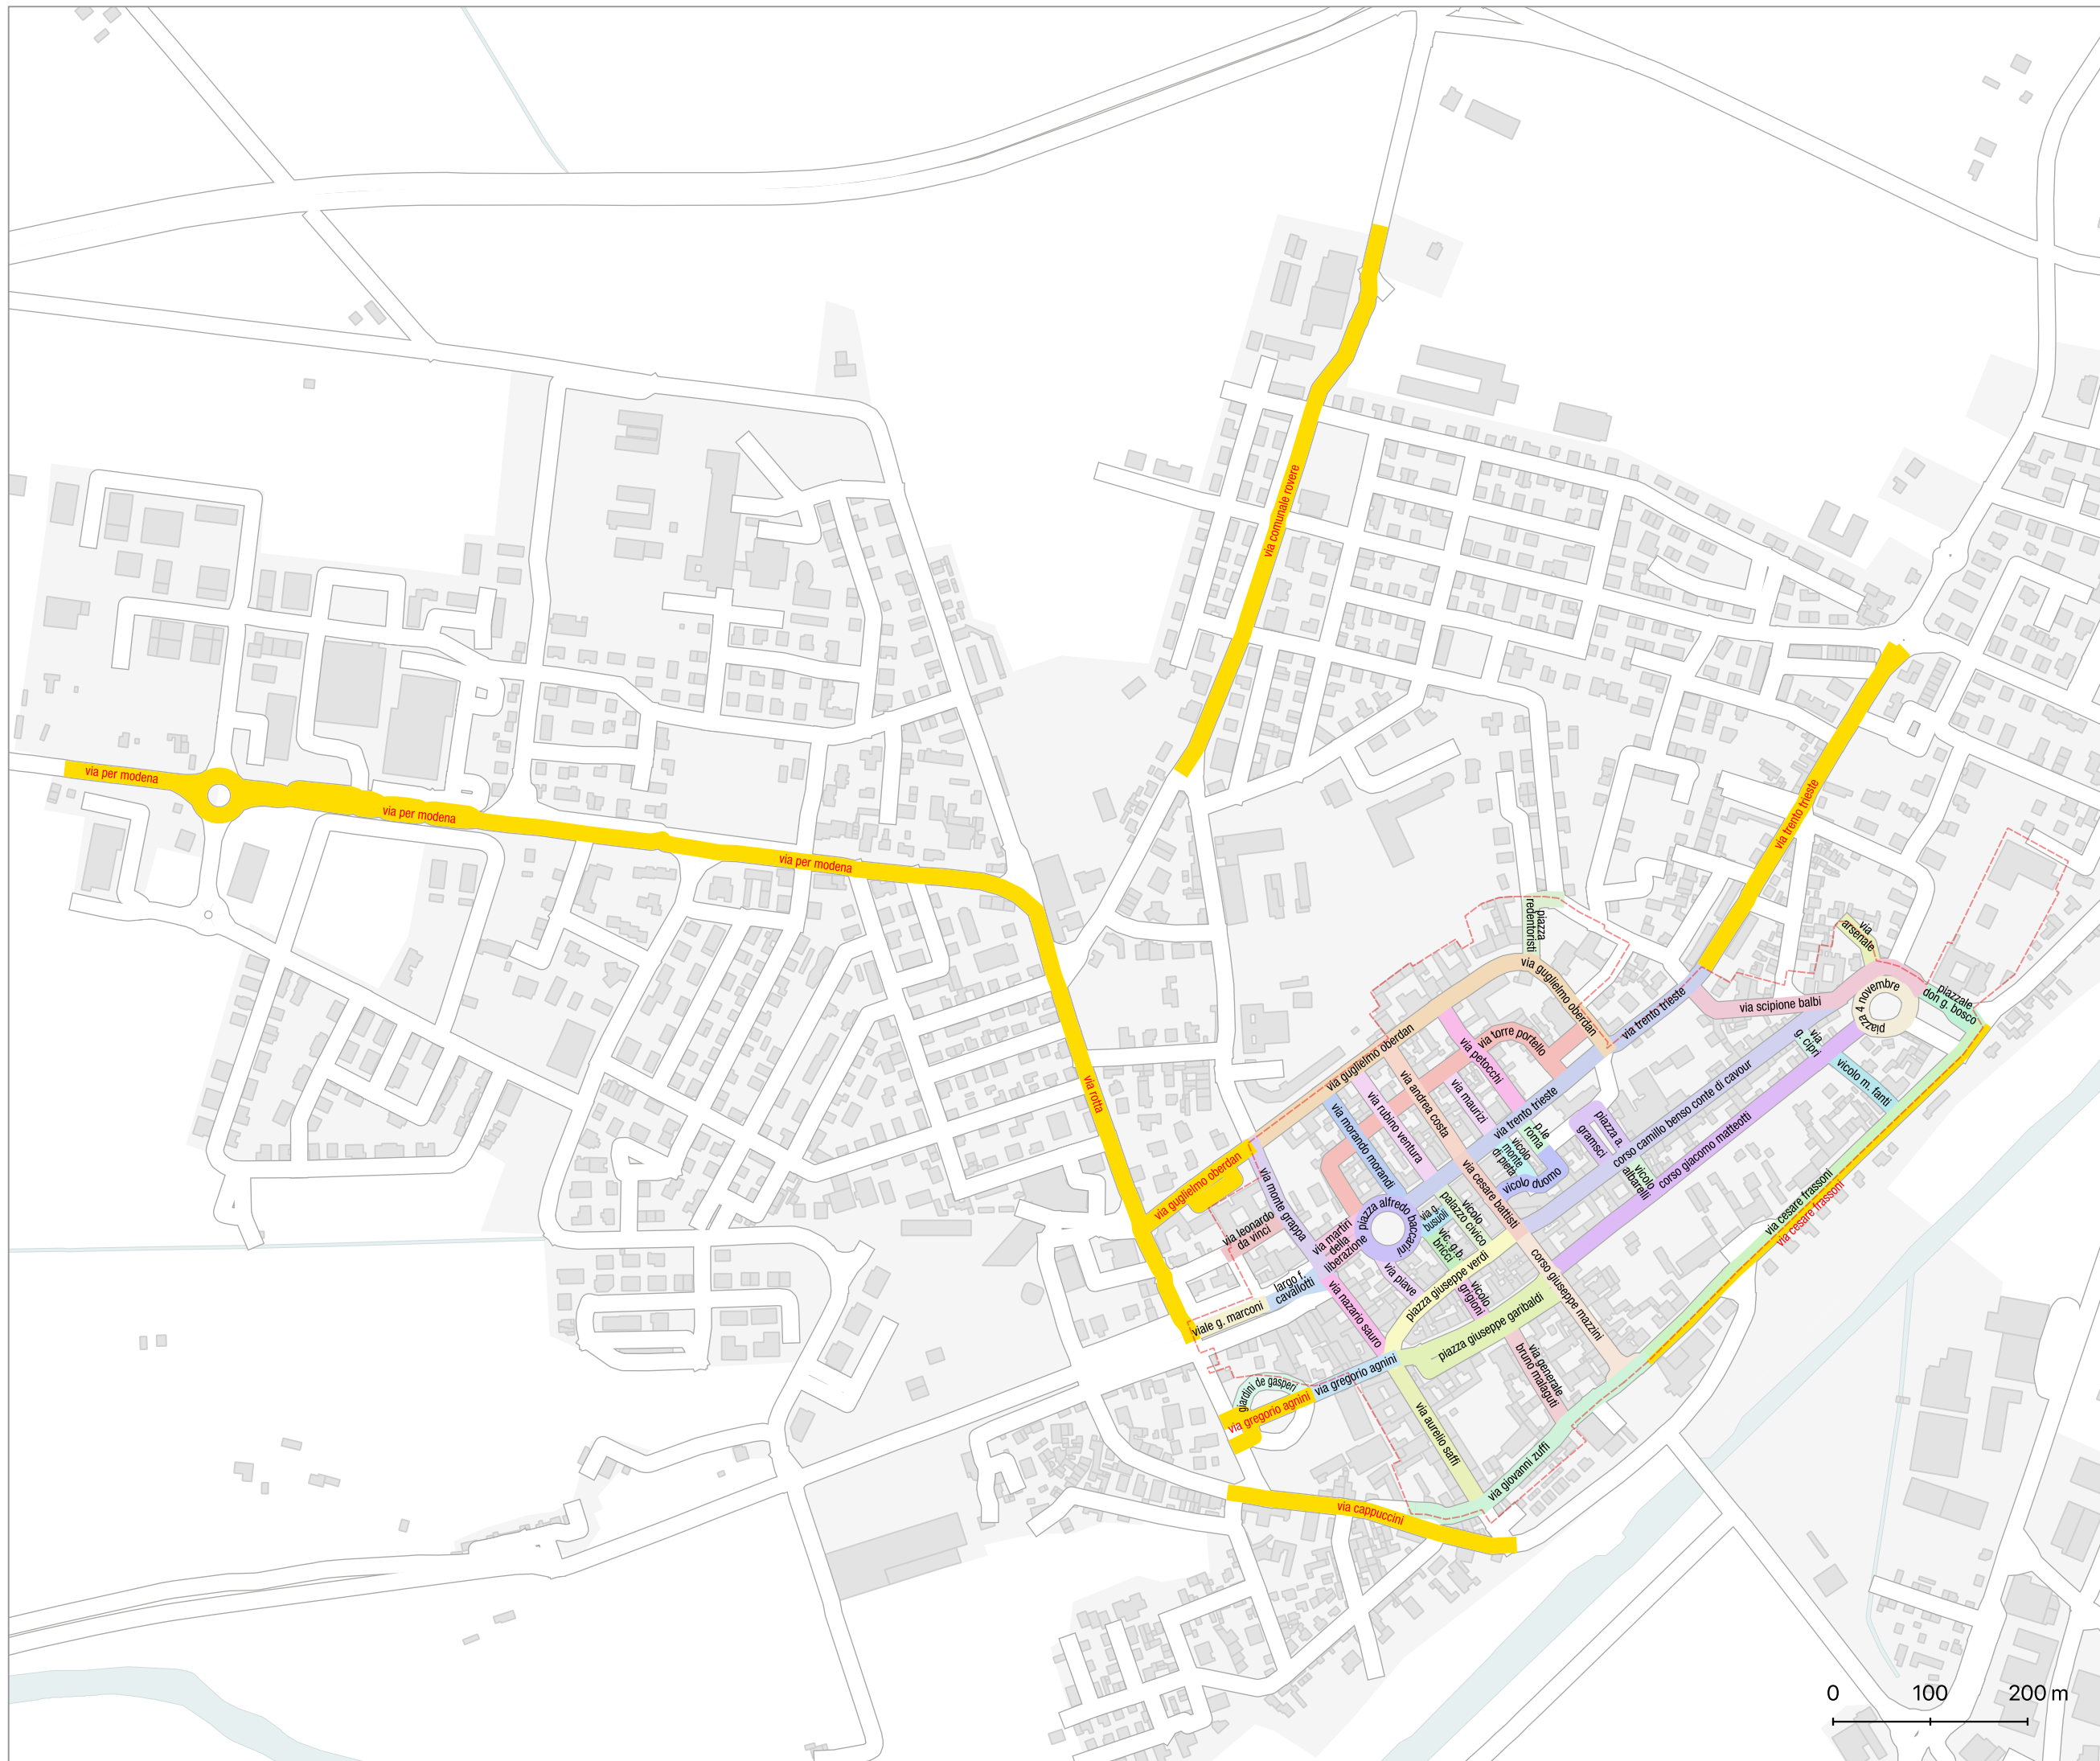 via comunale rovere
via per modena
via per modena
via per modena
via trento trieste
via
arsenale
piazza
redentoristi
via guglielmo oberdan
piazzale
don g. bosco
piazza 4 novembre
via scipione balbi
via trento trieste
via
g. cipri
via torre portello
via guglielmo oberdan
via petocchi
vicolo m. fanti
via rotta
via maurizi
via andrea costa
via rubino ventura
via morando morandi
via trento trieste
p.le
roma
piazza a.
gramsci
corso camillo benso conte di cavour
corso giacomo matteotti
vicolo
monte
di pietà
vicolo duomo
vicolo
albarelli
via guglielmo oberdan
via monte grappa
via leonardo
da vinci
via martiri
della
liberazione
piazza alfredo baccarini
via g.
busuoli
vicolo
palazzo civico
via cesare battisti
vic. g.b.
bricci
via cesare frassoni
via cesare frassoni
via piave
piazza giuseppe verdi
corso giuseppe mazzini
largo f.
cavallotti
viale g. marconi
via nazario sauro
vicolo
grigioni
piazza giuseppe garibaldi
via generale
bruno malaguti
giardini de gasperi
via gregorio agnini
via gregorio agnini
via aurelio saffi
via giovanni zuffi
via cappuccini
0 100 200 m